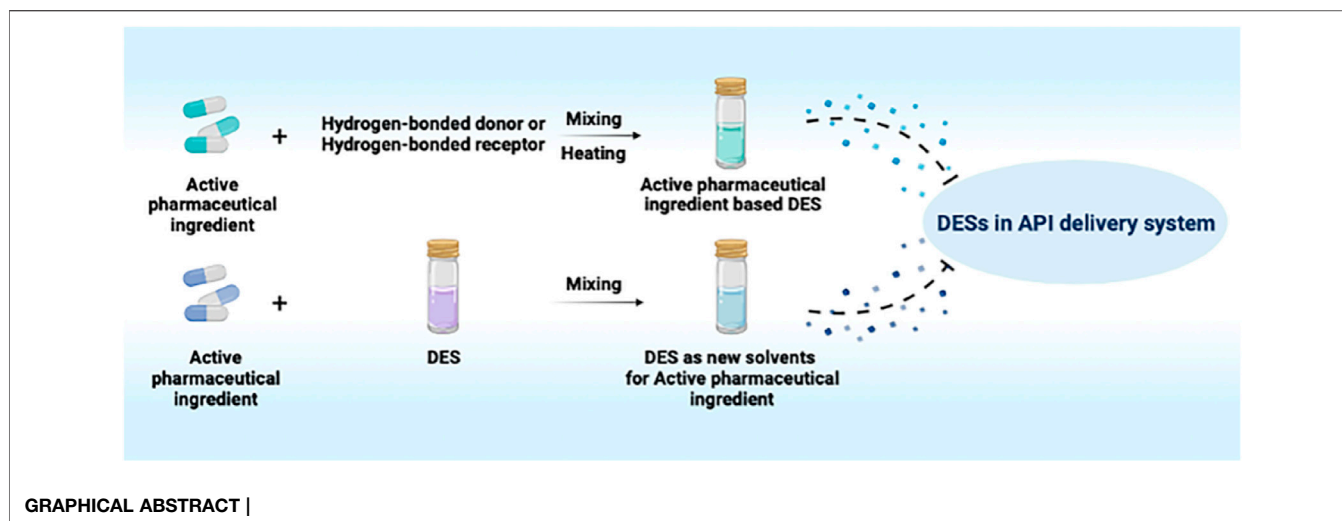 Active
pharmaceutical
ingredient
+
Hydrogen-bonded donor or
Hydrogen-bonded receptor
Mixing
Heating
Active pharmaceutical
ingredient based DES
DESs in API delivery system
Active
pharmaceutical
ingredient
+
DES
Mixing
DES as new solvents
for Active pharmaceutical
ingredient
GRAPHICAL ABSTRACT |